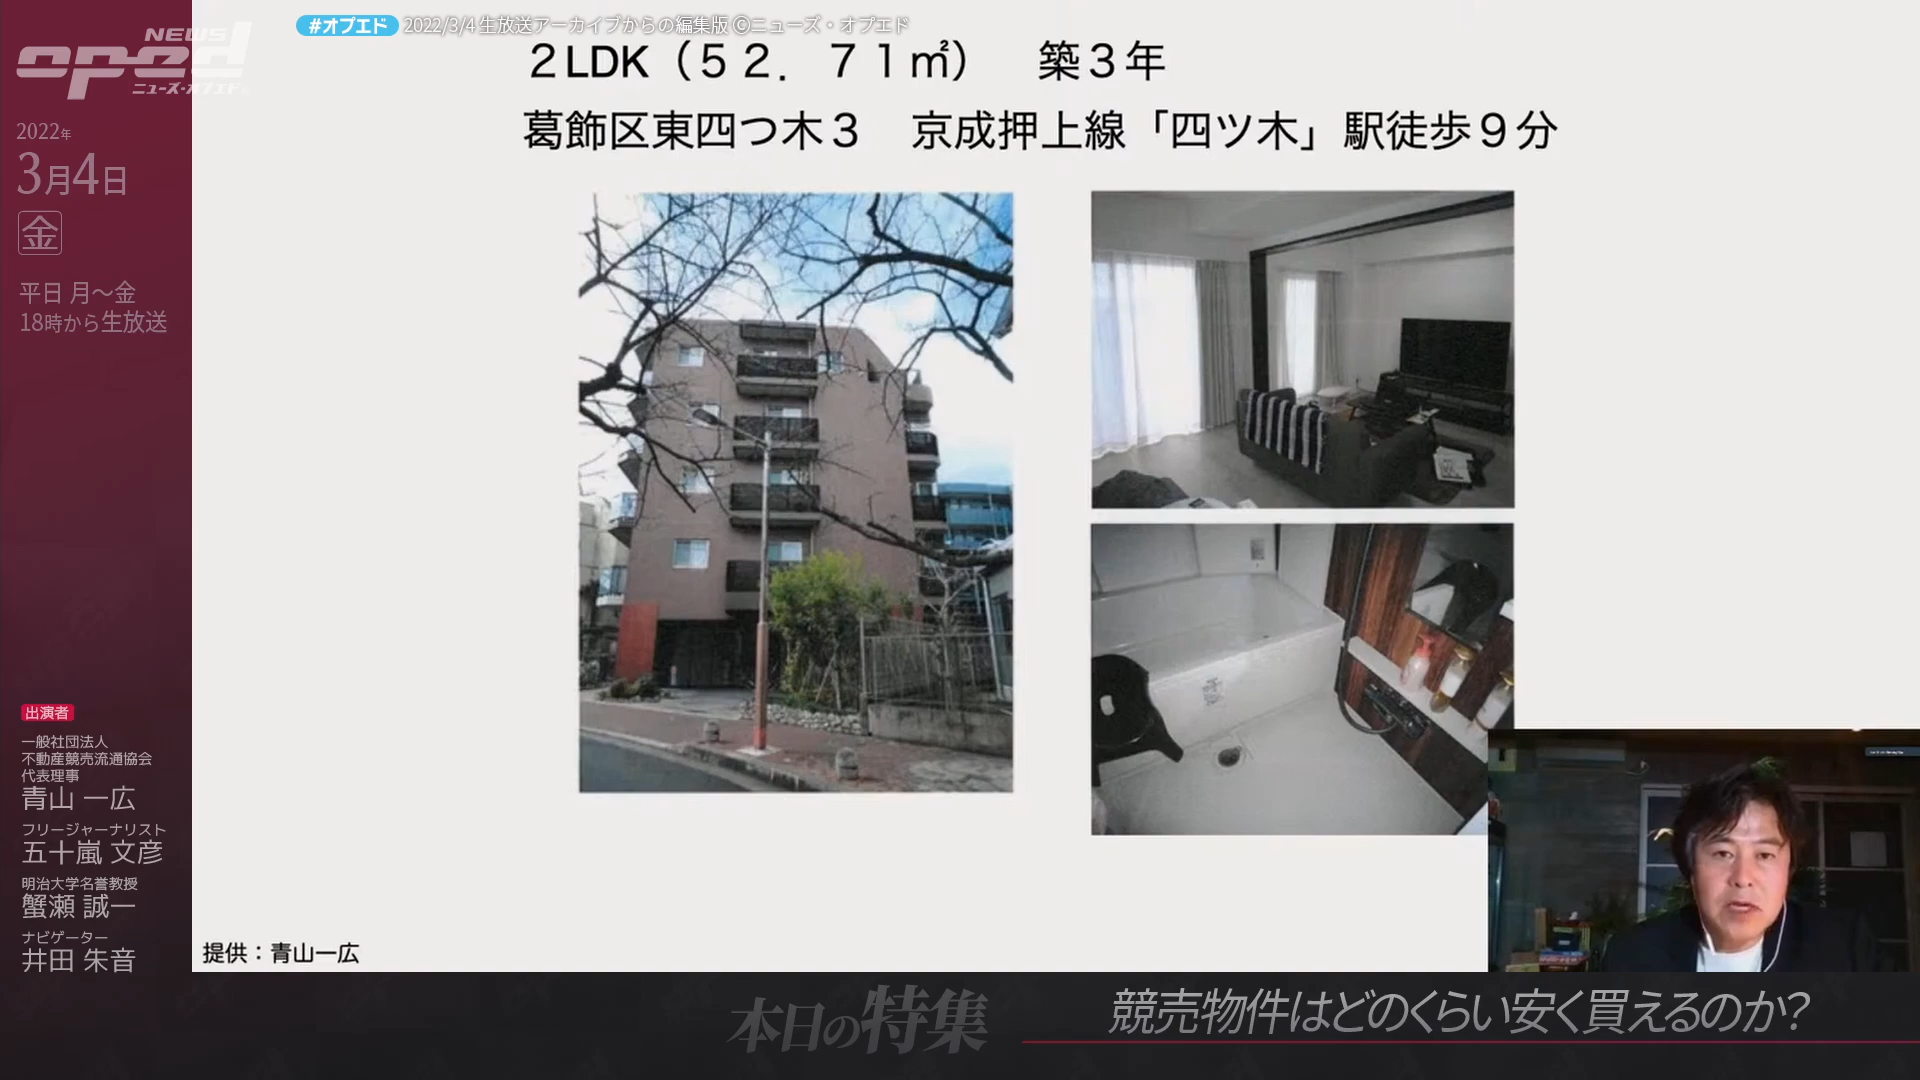 #オプエド 2022/3/4 生放送アーカイブからの編集版 ©ニューズ・オプエド
NEWS
oped
ニューズ・オプエド
2022年
3月4日
金
平日 月〜金
18時から生放送
２LDK（５２．７１㎡）　築３年
葛飾区東四つ木３　京成押上線「四ツ木」駅徒歩９分
出演者
一般社団法人
不動産競売流通協会
代表理事
青山 一広
フリージャーナリスト
五十嵐 文彦
明治大学名誉教授
蟹瀬 誠一
ナビゲーター
井田 朱音
提供：青山一広
本日の特集
競売物件はどのくらい安く買えるのか？